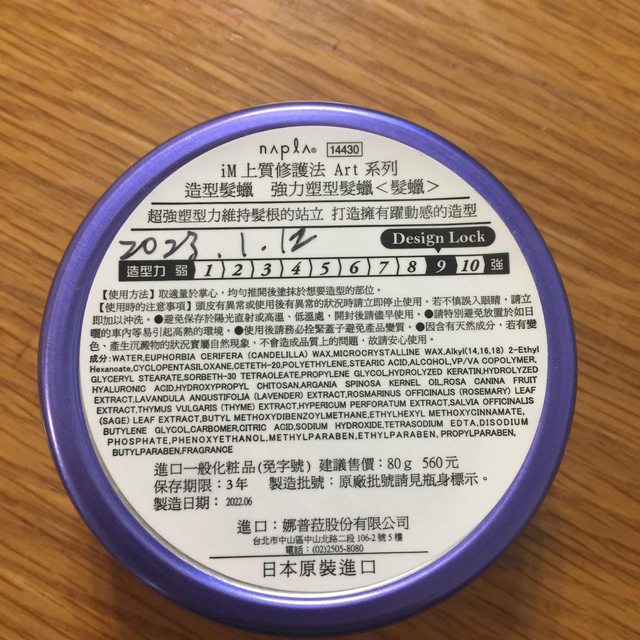 napla® 14430
iM 上質修護法 Art 系列
造型髮蠟 強力塑型髮蠟＜髮蠟＞
超強塑型力維持髮根的站立 打造擁有躍動感的造型
2023.1.12
Design Lock
造型力 弱 1 2 3 4 5 6 7 8 9 10 強
【使用方法】取適量於掌心，均勻推開後塗抹於想要造型的部位。
【使用時的注意事項】頭皮有異常或使用後有異常的狀況時請立即停止使用。若不慎誤入眼睛，請立
即加以沖洗。●避免保存於陽光直射或高溫、低溫處，開封後請儘早使用。●請特別避免放置於如日
曬的車內等易引起高熱的環境。●使用後請務必拴緊蓋子避免產品變質。●因含有天然成分，若有變
色、產生沉澱物的狀況實屬自然現象，不會造成品質上的問題，故請安心使用。
成分:WATER,EUPHORBIA CERIFERA (CANDELILLA) WAX,MICROCRYSTALLINE WAX,Alkyl(14,16,18) 2-Ethyl
Hexanoate,CYCLOPENTASILOXANE,CETETH-20,POLYETHYLENE,STEARIC ACID,ALCOHOL,VP/VA COPOLYMER,
GLYCERYL STEARATE,SORBETH-30 TETRAOLEATE,PROPYLENE GLYCOL,HYDROLYZED KERATIN,HYDROLYZED
HYALURONIC ACID,HYDROXYPROPYL CHITOSAN,ARGANIA SPINOSA KERNEL OIL,ROSA CANINA FRUIT
EXTRACT,LAVANDULA ANGUSTIFOLIA (LAVENDER) EXTRACT,ROSMARINUS OFFICINALIS (ROSEMARY) LEAF
EXTRACT,THYMUS VULGARIS (THYME) EXTRACT,HYPERICUM PERFORATUM EXTRACT,SALVIA OFFICINALIS
(SAGE) LEAF EXTRACT,BUTYL METHOXYDIBENZOYLMETHANE,ETHYLHEXYL METHOXYCINNAMATE,
BUTYLENE GLYCOL,CARBOMER,CITRIC ACID,SODIUM HYDROXIDE,TETRASODIUM EDTA,DISODIUM
PHOSPHATE,PHENOXYETHANOL,METHYLPARABEN,ETHYLPARABEN, PROPYLPARABEN,
BUTYLPARABEN,FRAGRANCE
進口一般化粧品(免字號) 建議售價：80g 560元
保存期限：3年 製造批號：原廠批號請見瓶身標示。
製造日期：2022.06
進口：娜普菈股份有限公司
台北市中山區中山北路二段 106-2 號 5 樓
電話：(02)2505-8080
日本原裝進口